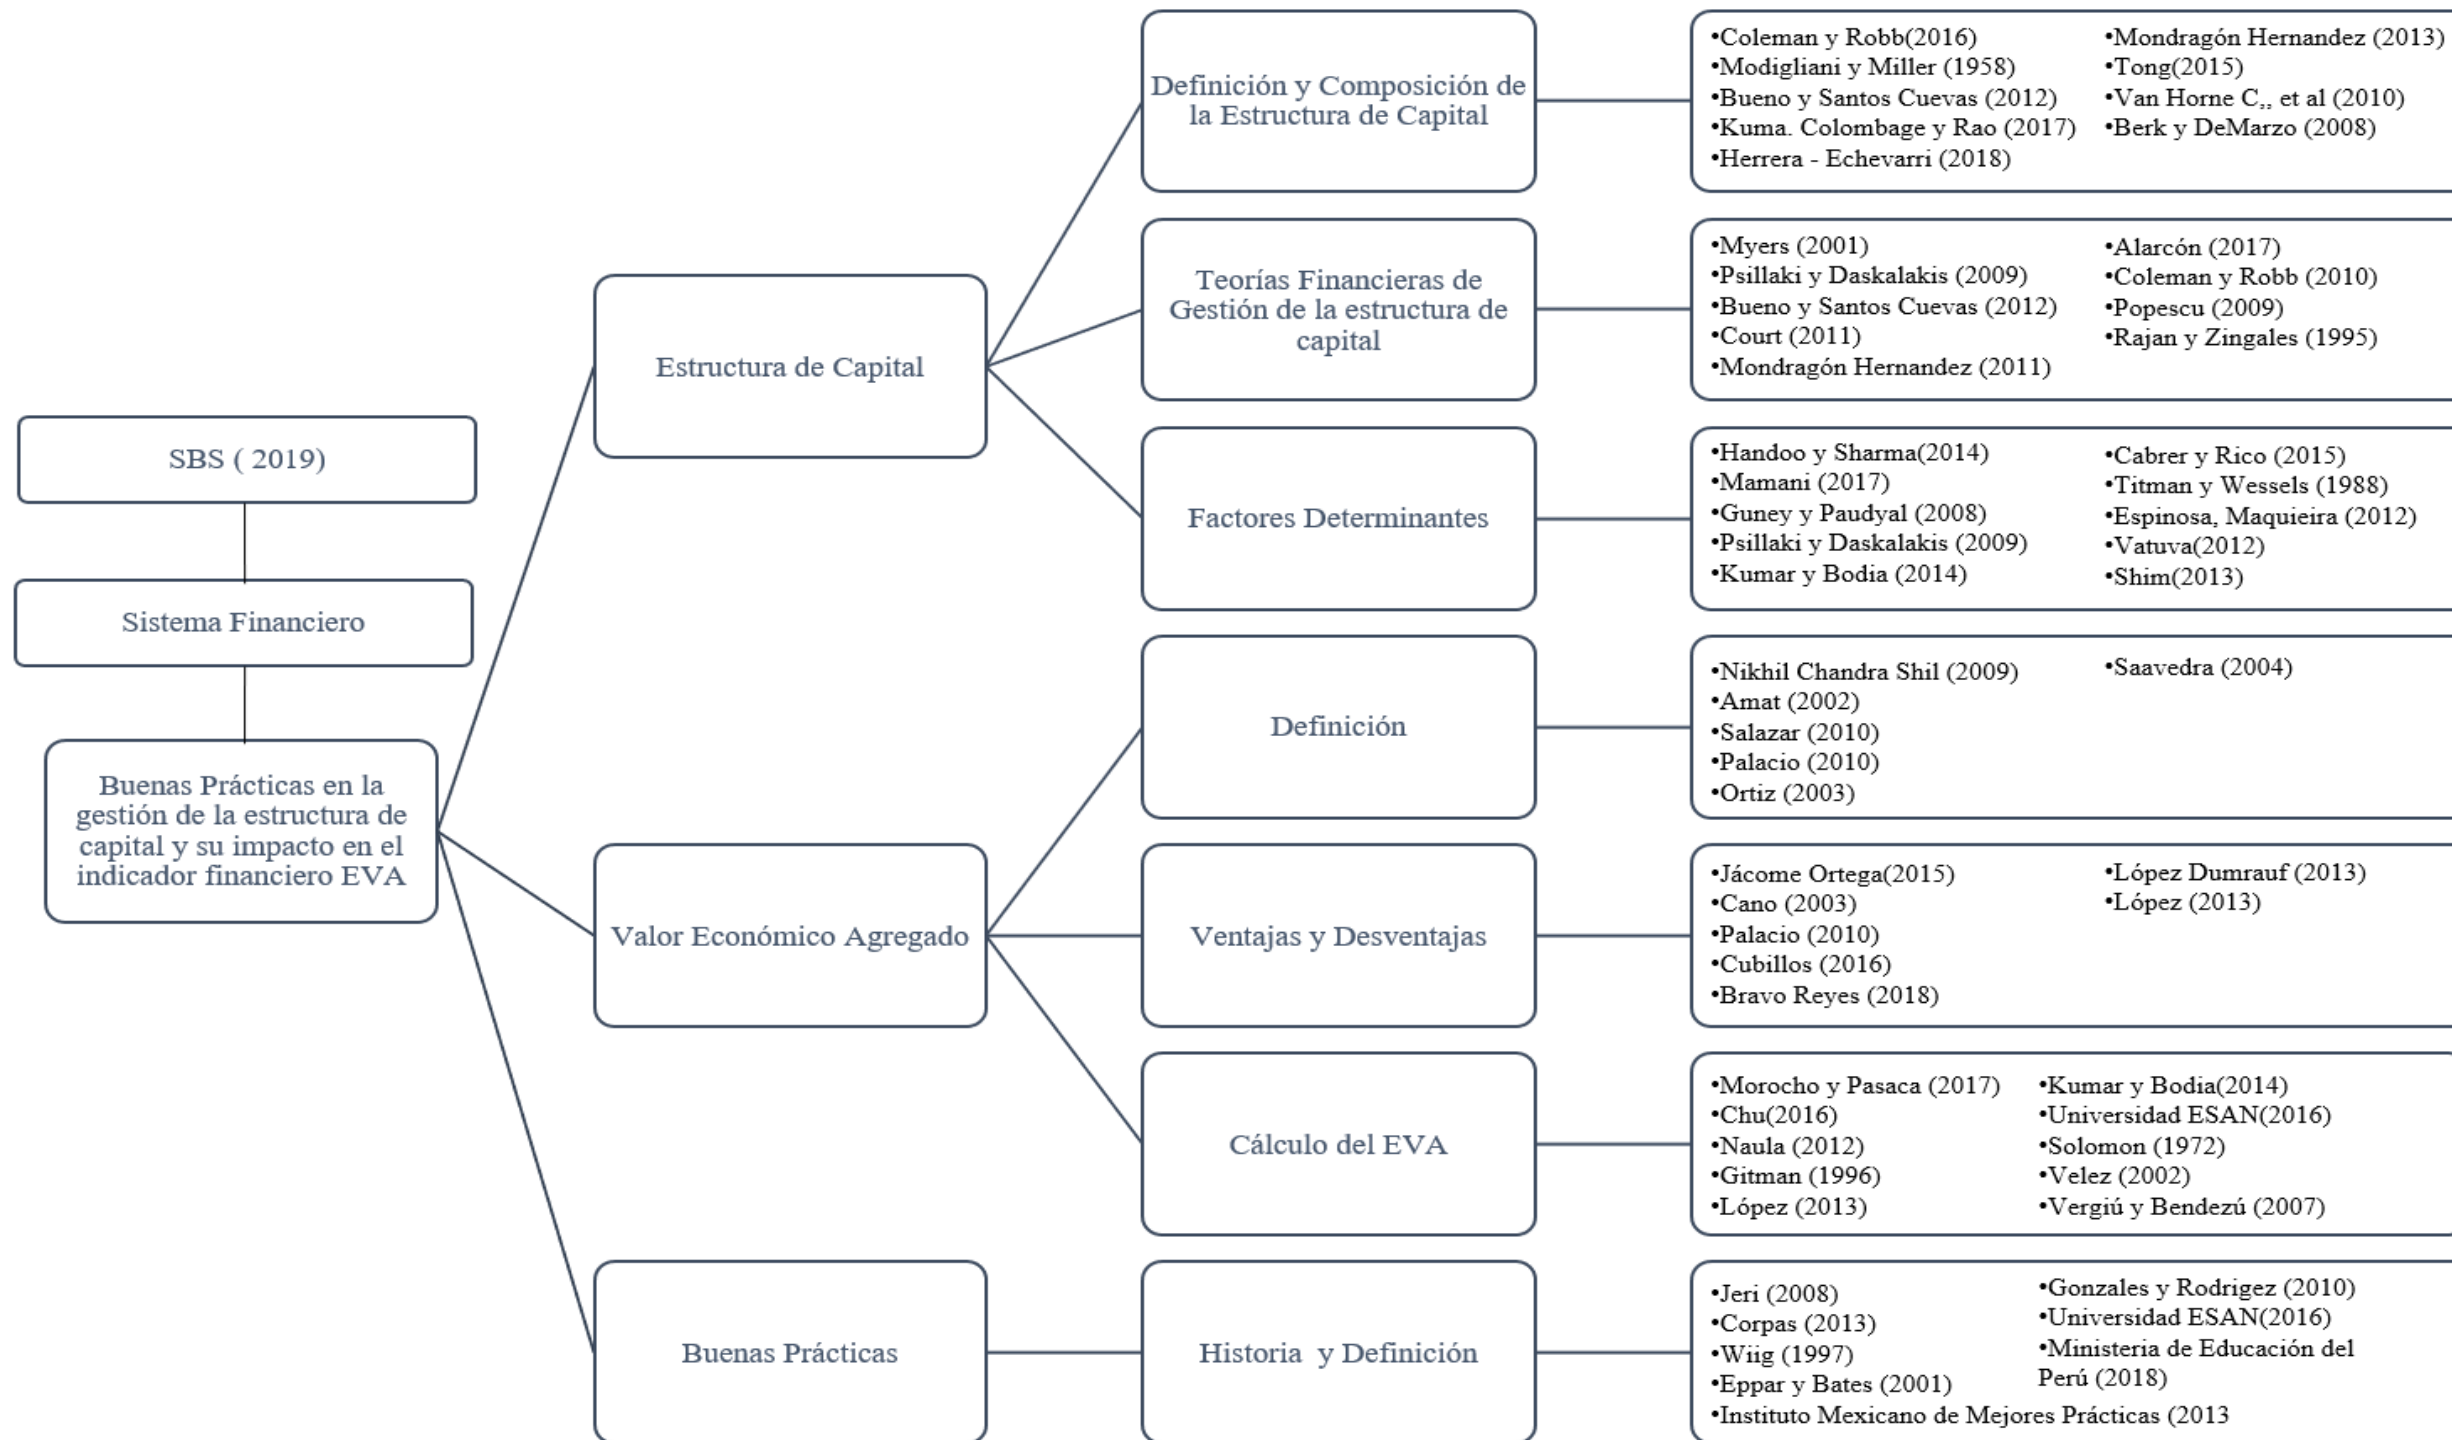 SBS ( 2019)
Sistema Financiero
Buenas Prácticas en la
gestión de la estructura de
capital y su impacto en el
indicador financiero EVA
Estructura de Capital
Definición y Composición de
la Estructura de Capital
•Coleman y Robb(2016)
•Modigliani y Miller (1958)
•Bueno y Santos Cuevas (2012)
•Kuma. Colombage y Rao (2017)
•Herrera - Echevarri (2018)
•Mondragón Hernandez (2013)
•Tong(2015)
•Van Horne C,, et al (2010)
•Berk y DeMarzo (2008)
Teorías Financieras de
Gestión de la estructura de
capital
•Myers (2001)
•Psillaki y Daskalakis (2009)
•Bueno y Santos Cuevas (2012)
•Court (2011)
•Mondragón Hernandez (2011)
•Alarcón (2017)
•Coleman y Robb (2010)
•Popescu (2009)
•Rajan y Zingales (1995)
Factores Determinantes
•Handoo y Sharma(2014)
•Mamani (2017)
•Guney y Paudyal (2008)
•Psillaki y Daskalakis (2009)
•Kumar y Bodia (2014)
•Cabrer y Rico (2015)
•Titman y Wessels (1988)
•Espinosa, Maquieira (2012)
•Vatuva(2012)
•Shim(2013)
Valor Económico Agregado
Definición
•Nikhil Chandra Shil (2009)
•Amat (2002)
•Salazar (2010)
•Palacio (2010)
•Ortiz (2003)
•Saavedra (2004)
Ventajas y Desventajas
•Jácome Ortega(2015)
•Cano (2003)
•Palacio (2010)
•Cubillos (2016)
•Bravo Reyes (2018)
•López Dumrauf (2013)
•López (2013)
Cálculo del EVA
•Morocho y Pasaca (2017)
•Chu(2016)
•Naula (2012)
•Gitman (1996)
•López (2013)
•Kumar y Bodia(2014)
•Universidad ESAN(2016)
•Solomon (1972)
•Velez (2002)
•Vergiú y Bendezú (2007)
Buenas Prácticas
Historia y Definición
•Jeri (2008)
•Corpas (2013)
•Wiig (1997)
•Eppar y Bates (2001)
•Instituto Mexicano de Mejores Prácticas (2013
•Gonzales y Rodrigez (2010)
•Universidad ESAN(2016)
•Ministeria de Educación del
Perú (2018)